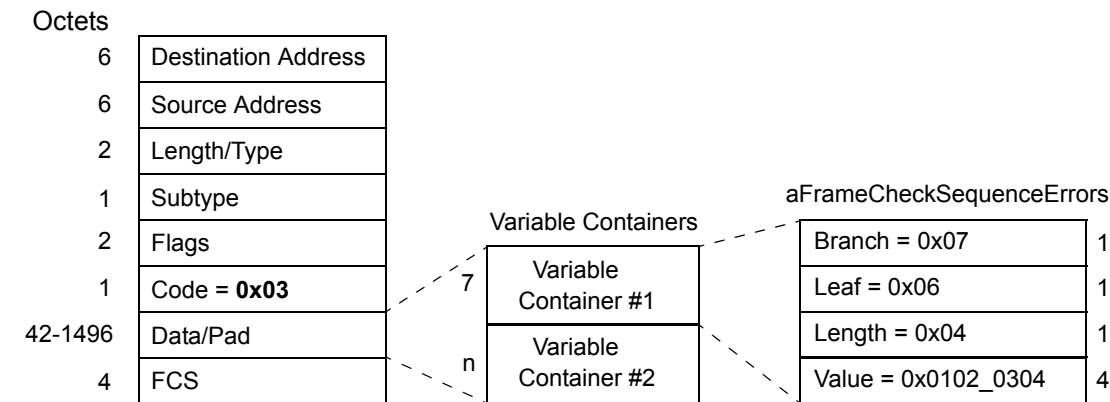 Octets
6 Destination Address
6 Source Address
2 Length/Type
1 Subtype
2 Flags
1 Code = 0x03
42-1496 Data/Pad
4 FCS
Variable Containers
7 Variable
Container #1
n Variable
Container #2
aFrameCheckSequenceErrors
Branch = 0x07 1
Leaf = 0x06 1
Length = 0x04 1
Value = 0x0102_0304 4